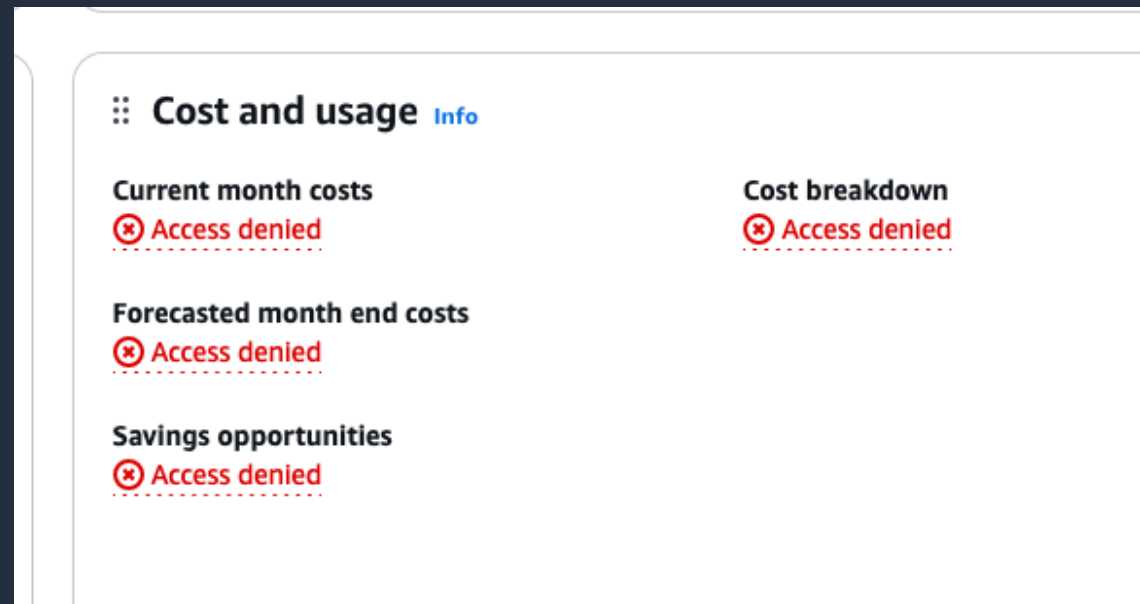 Cost and usage Info
Current month costs
Access denied
Cost breakdown
Access denied
Forecasted month end costs
Access denied
Savings opportunities
Access denied